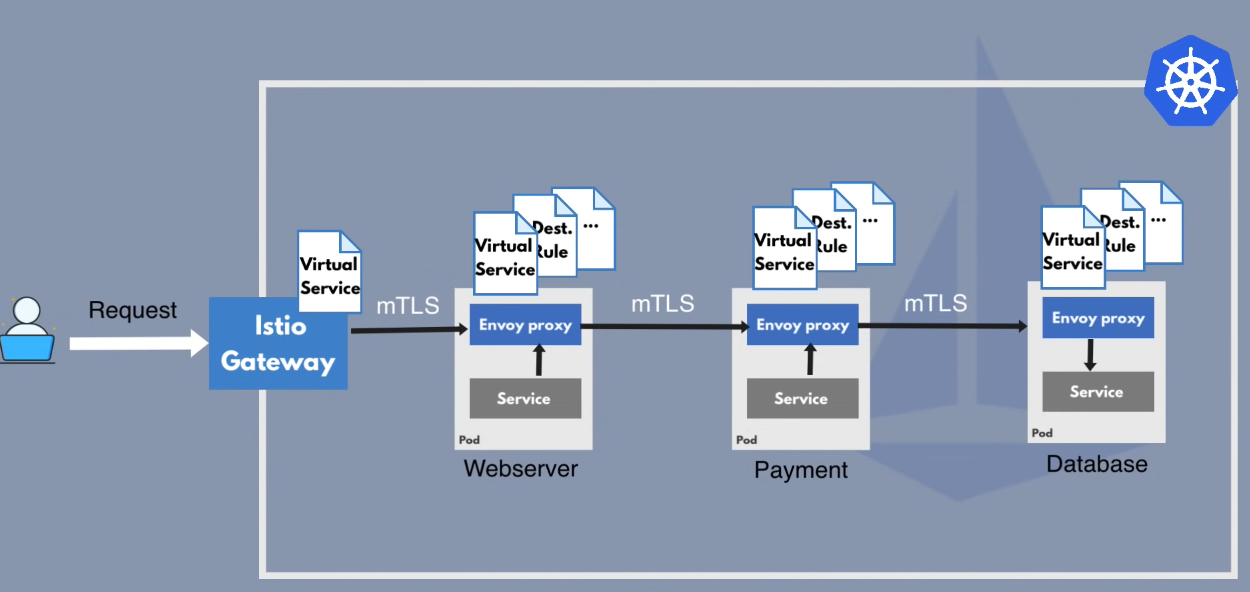 Request
Istio
Gateway
Virtual
Service
mTLS
Virtual
Service
Dest.
Rule
...
Envoy proxy
Service
Pod
Webserver
mTLS
Virtual
Service
Dest.
Rule
...
Envoy proxy
Service
Pod
Payment
mTLS
Virtual
Service
Dest.
Rule
...
Envoy proxy
Service
Pod
Database